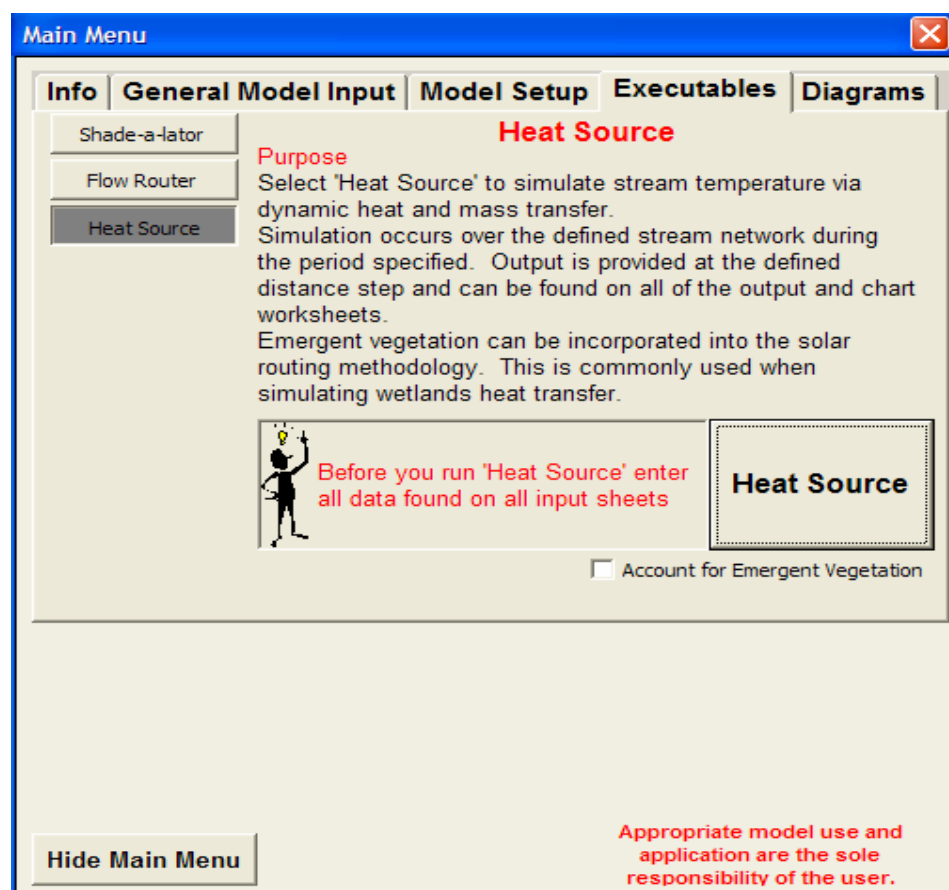 Main Menu
Info General Model Input Model Setup Executables Diagrams
Shade-a-lator
Flow Router
Heat Source
Heat Source
Purpose
Select 'Heat Source' to simulate stream temperature via
dynamic heat and mass transfer.
Simulation occurs over the defined stream network during
the period specified. Output is provided at the defined
distance step and can be found on all of the output and chart
worksheets.
Emergent vegetation can be incorporated into the solar
routing methodology. This is commonly used when
simulating wetlands heat transfer.
Before you run 'Heat Source' enter
all data found on all input sheets
Heat Source
Account for Emergent Vegetation
Hide Main Menu
Appropriate model use and
application are the sole
responsibility of the user.